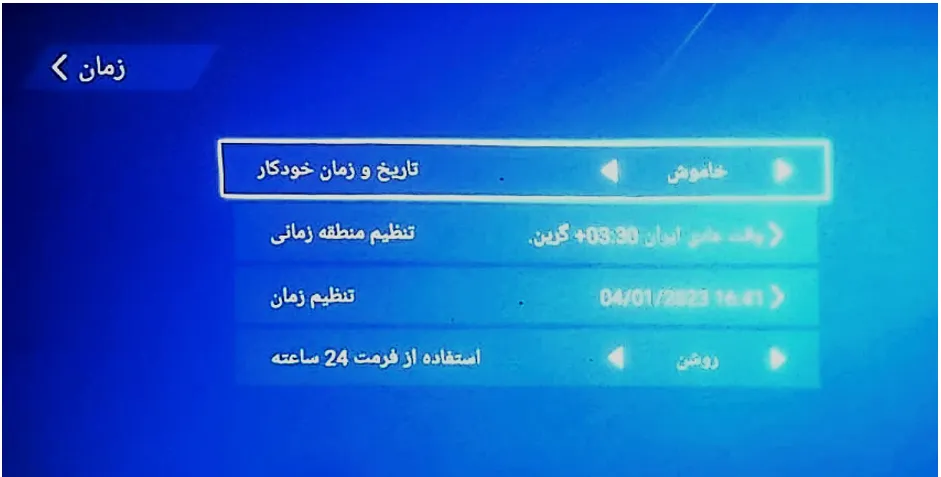 زمان
تاریخ و زمان خودکار خاموش
تنظیم منطقه زمانی وقت عادی ایران 03:30+ گرین.
تنظیم زمان 04/01/2023 16:41
استفاده از فرمت 24 ساعته روشن